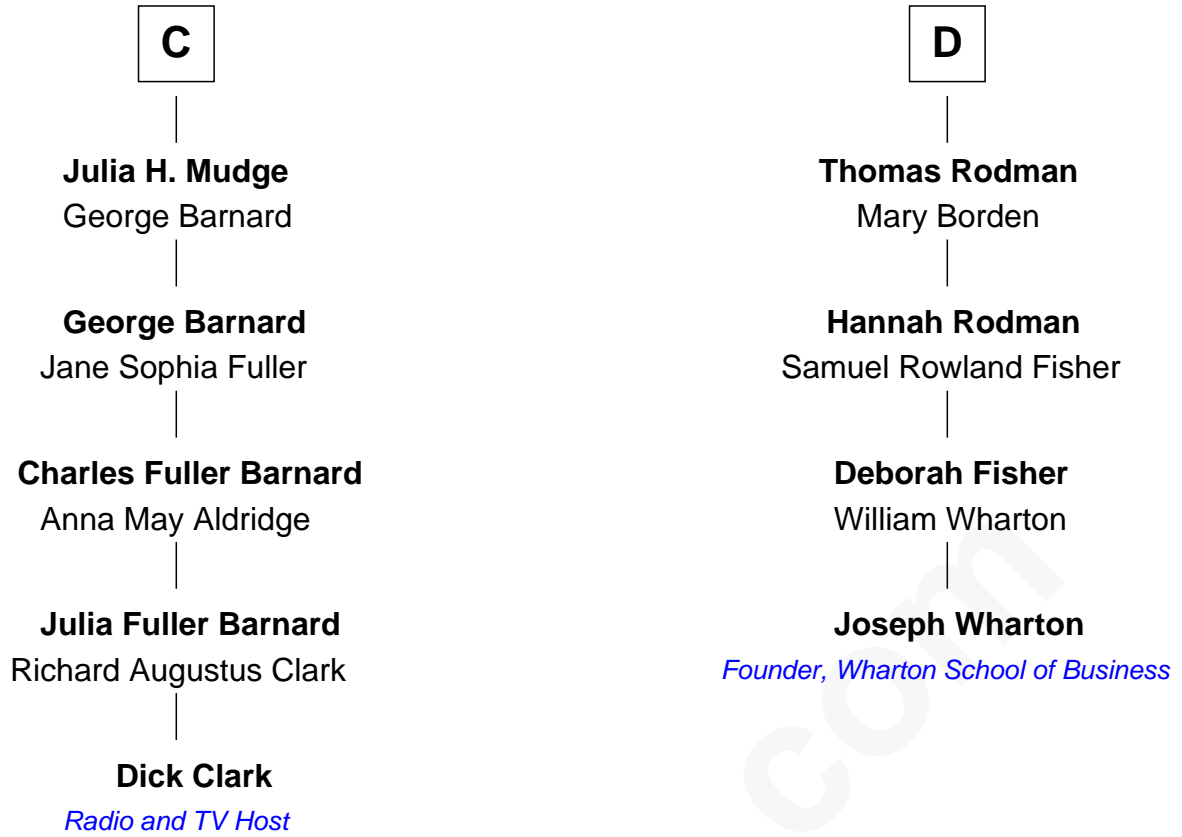 C
Julia H. Mudge
George Barnard
George Barnard
Jane Sophia Fuller
Charles Fuller Barnard
Anna May Aldridge
Julia Fuller Barnard
Richard Augustus Clark
Dick Clark
Radio and TV Host
D
Thomas Rodman
Mary Borden
Hannah Rodman
Samuel Rowland Fisher
Deborah Fisher
William Wharton
Joseph Wharton
Founder, Wharton School of Business
com